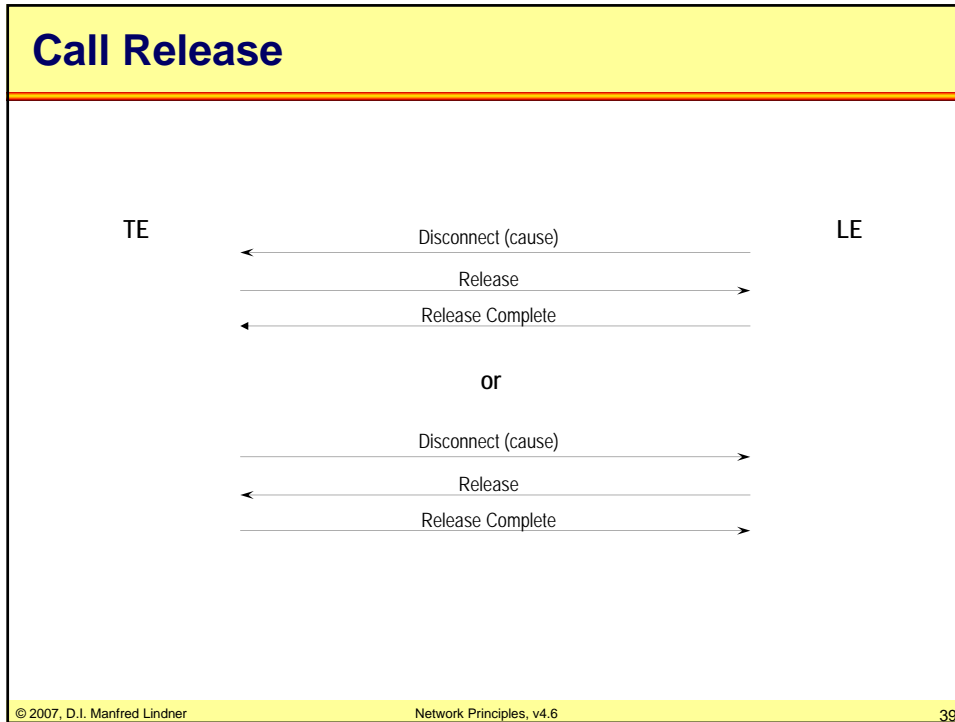 Call Release
TE
LE
Disconnect (cause)
Release
Release Complete
or
Disconnect (cause)
Release
Release Complete
© 2007, D.I. Manfred Lindner
Network Principles, v4.6
39